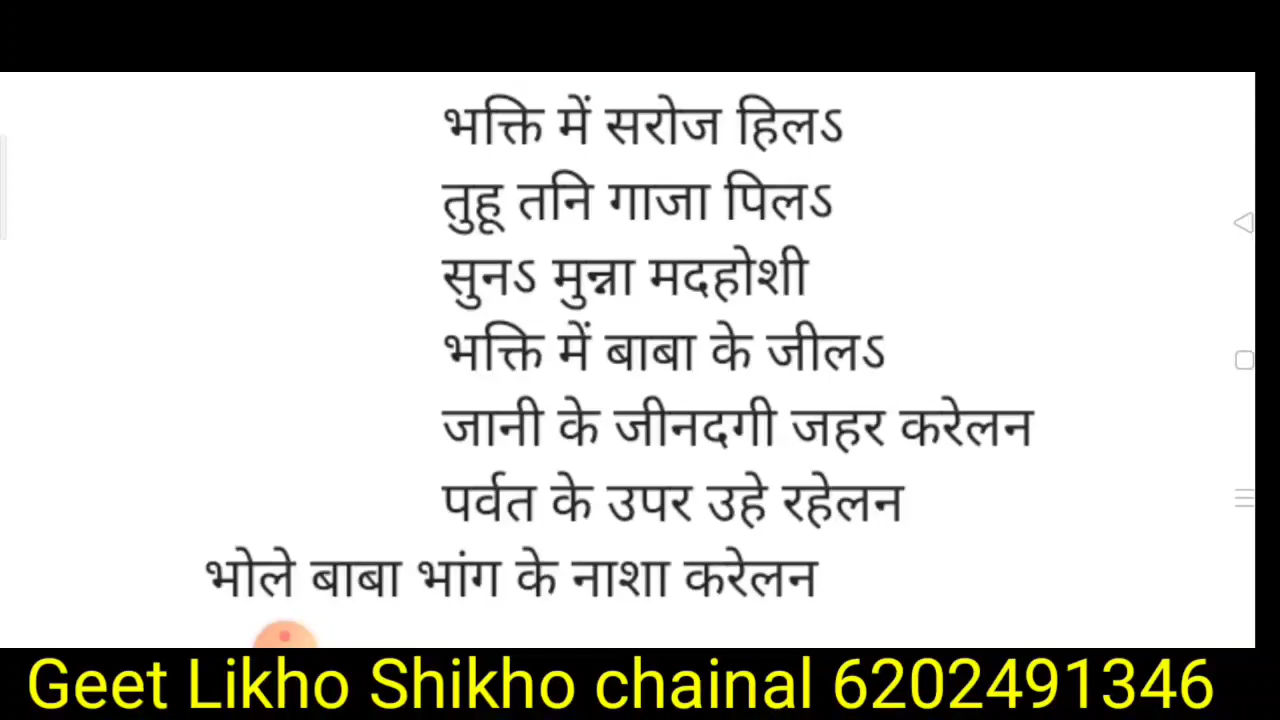 भक्ति में सरोज हिलऽ
तुहू तनि गाजा पिलऽ
सुनऽ मुन्ना मदहोशी
भक्ति में बाबा के जीलऽ
जानी के जीनदगी जहर करेलन
पर्वत के उपर उहे रहेलन
भोले बाबा भांग के नाशा करेलन
Geet Likho Shikho chainal 6202491346